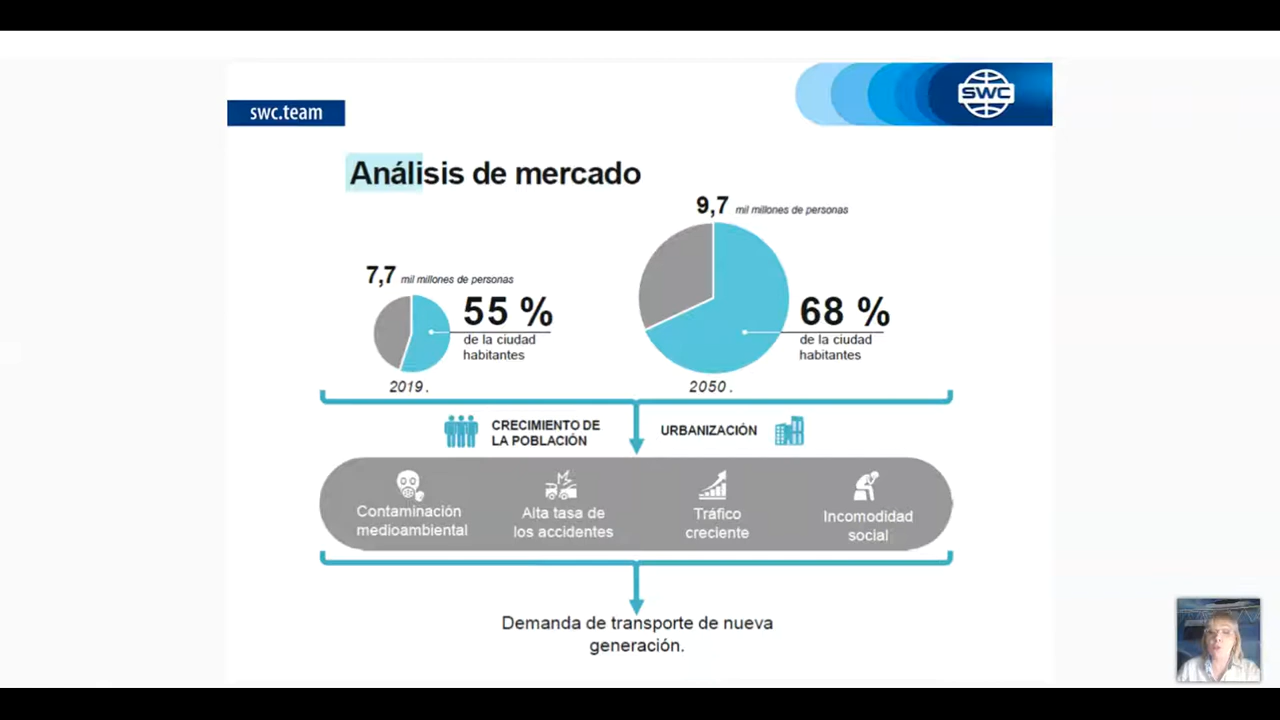 swc.team
SWC
Análisis de mercado
9,7 mil millones de personas
7,7 mil millones de personas
55 %
de la ciudad
habitantes
68 %
de la ciudad
habitantes
2019.
2050.
CRECIMIENTO DE
LA POBLACIÓN
URBANIZACIÓN
Contaminación
medioambiental
Alta tasa de
los accidentes
Tráfico
creciente
Incomodidad
social
Demanda de transporte de nueva
generación.